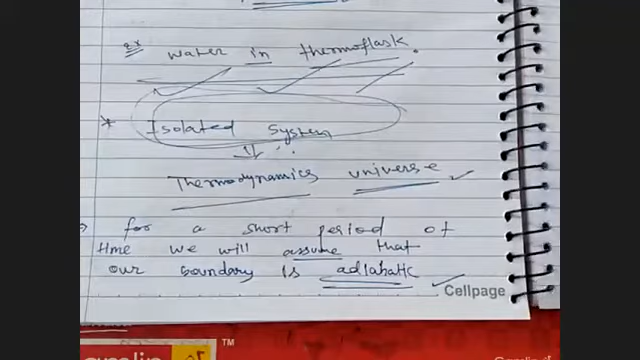 ex water in thermoflask.
* Isolated System
⇓
Thermodynamics universe
⇒ for a short period of
time we will assume that
our boundary is adiabatic
Cellpage
TM